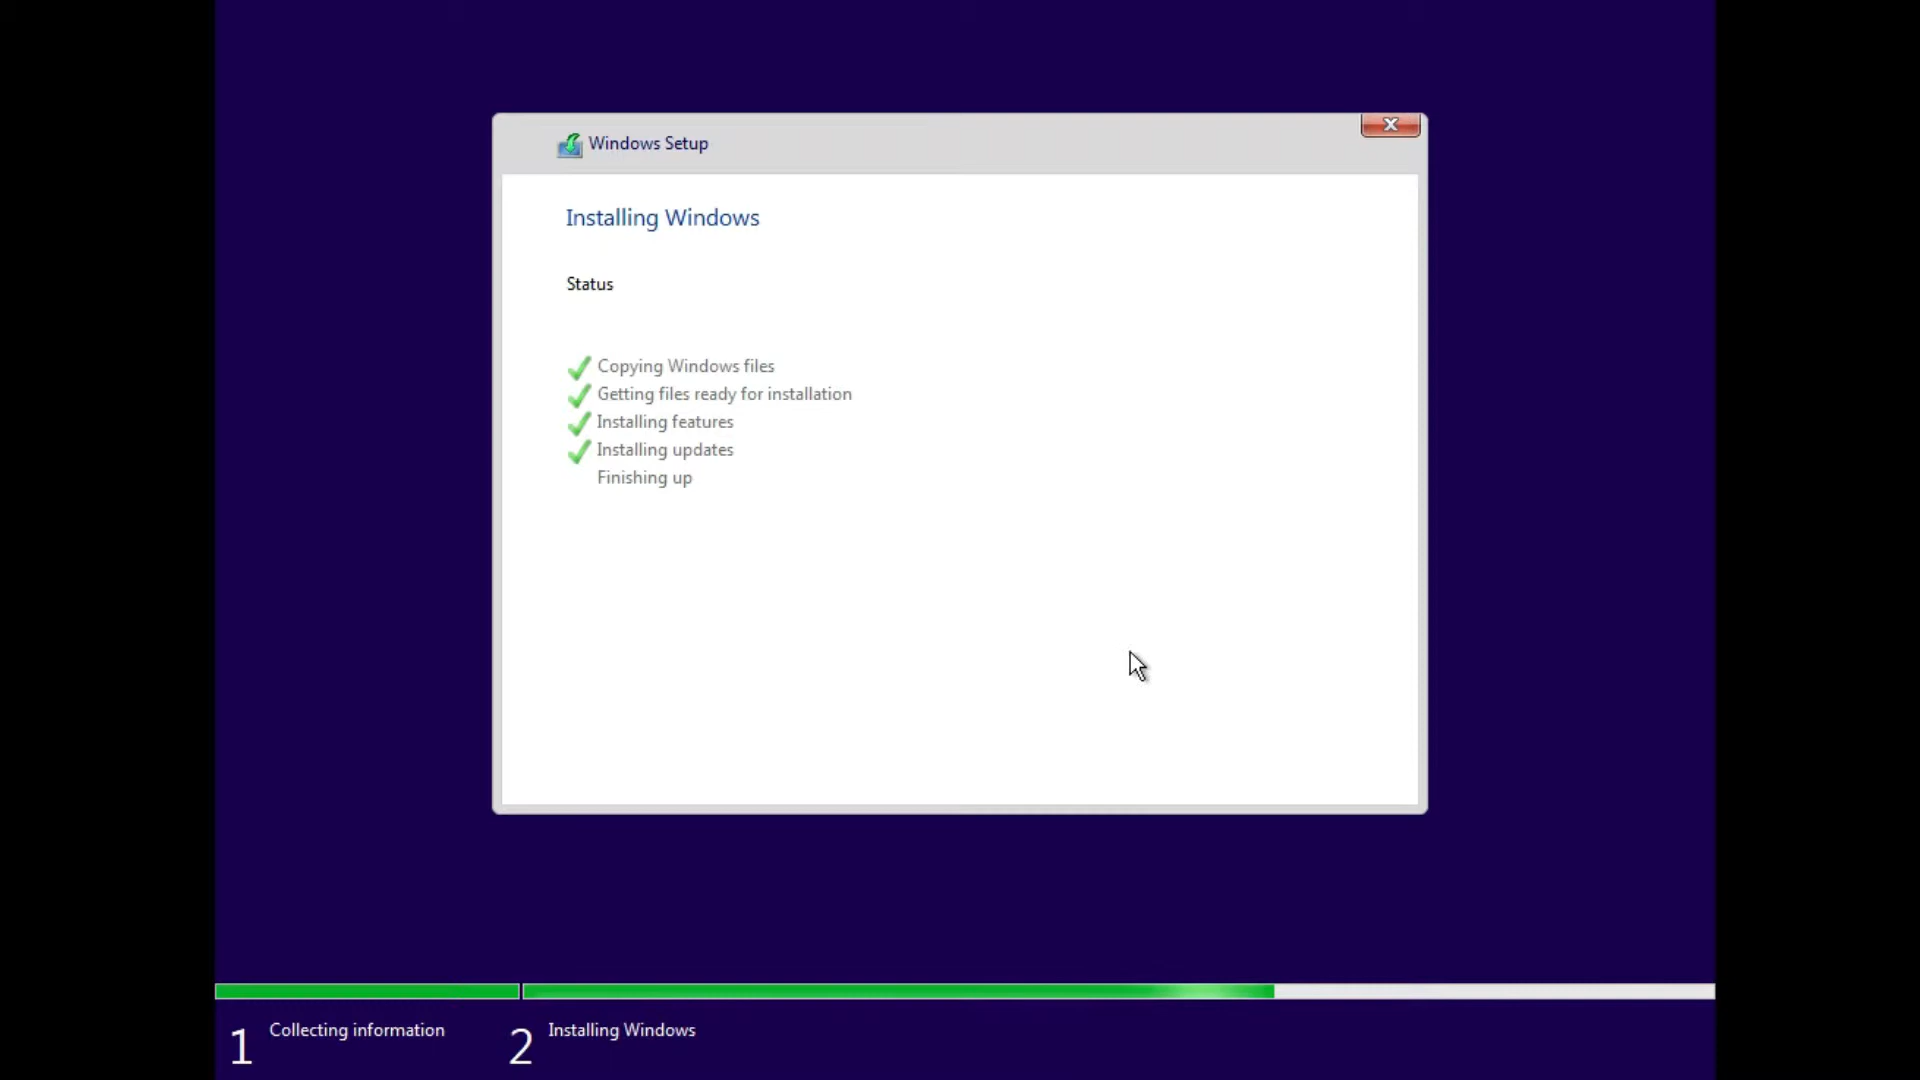 Windows Setup
Installing Windows
Status
Copying Windows files
Getting files ready for installation
Installing features
Installing updates
Finishing up
1 Collecting information
2 Installing Windows